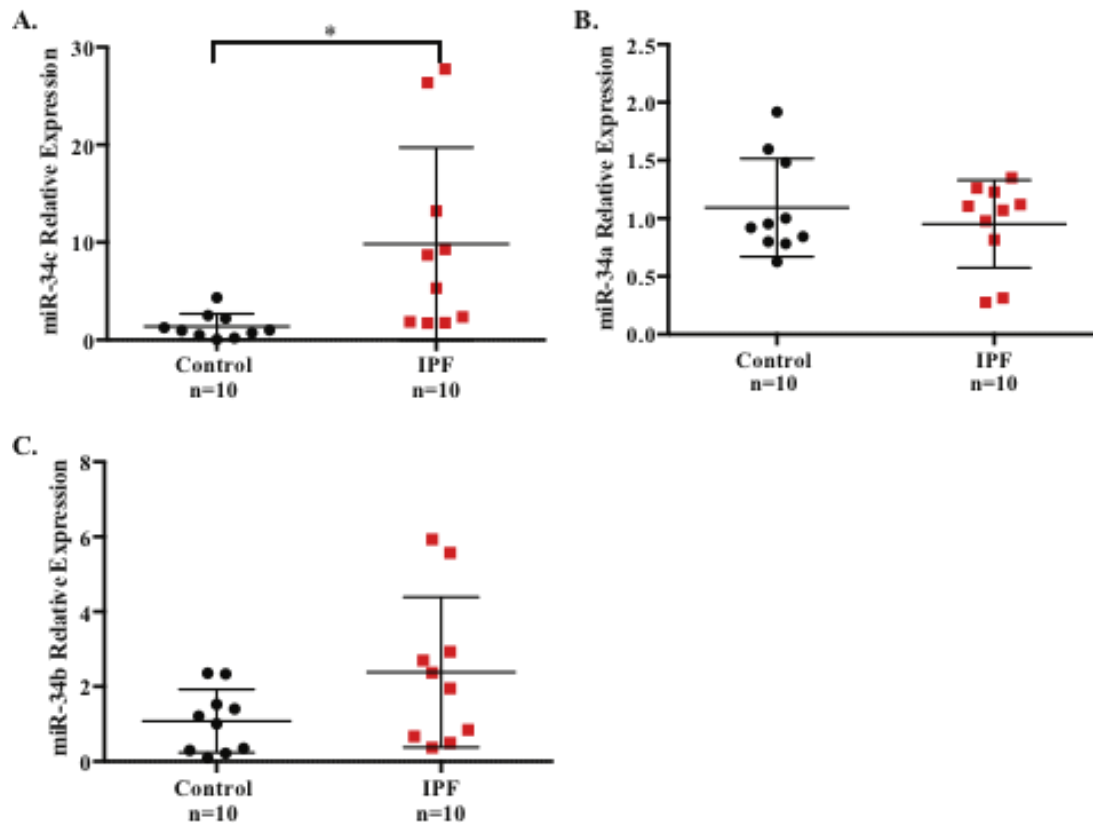 A.
*
miR-34c Relative Expression
30
20
10
0
Control
n=10
IPF
n=10
B.
miR-34a Relative Expression
2.5
2.0
1.5
1.0
0.5
0.0
Control
n=10
IPF
n=10
C.
miR-34b Relative Expression
8
6
4
2
0
Control
n=10
IPF
n=10